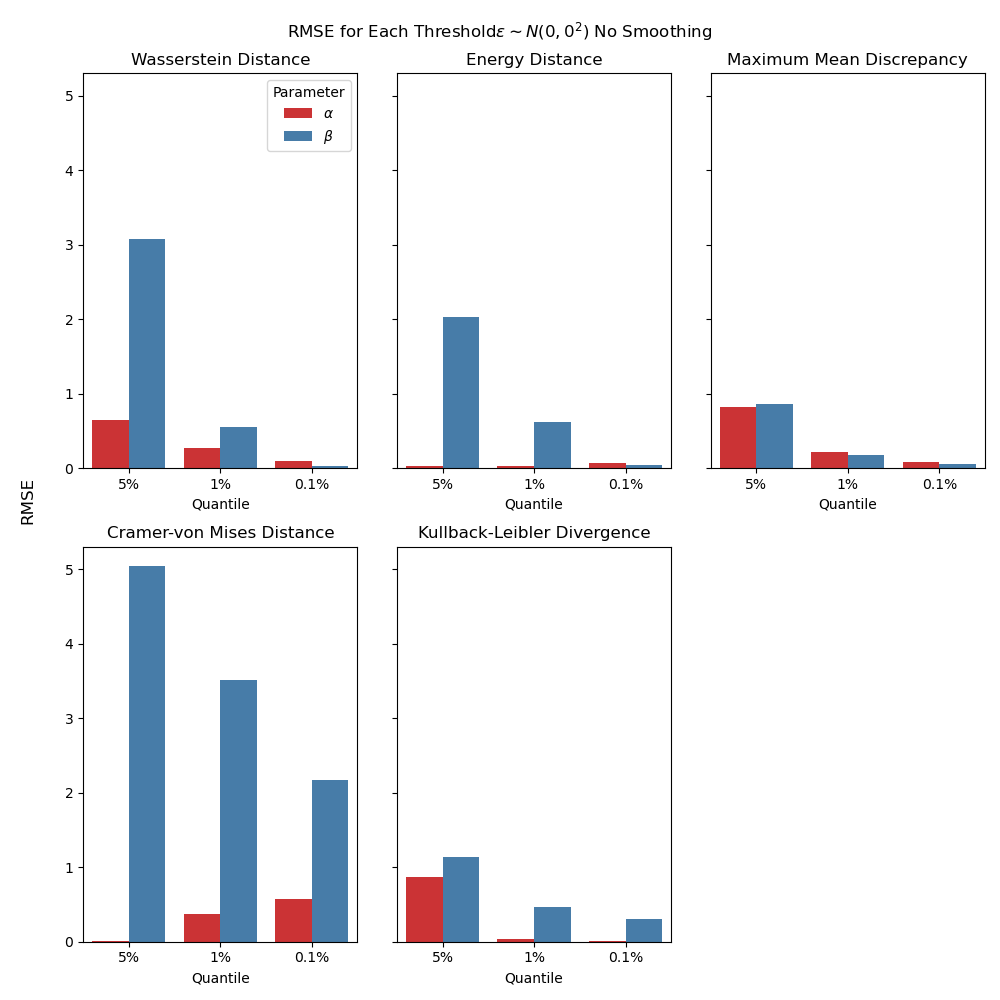 RMSE for Each Thresholdε ~ N(0, 0²) No Smoothing
Wasserstein Distance
Energy Distance
Maximum Mean Discrepancy
Parameter
α
β
5
4
3
2
1
0
5% 1% 0.1%
Quantile
5% 1% 0.1%
Quantile
5% 1% 0.1%
Quantile
RMSE
Cramer-von Mises Distance
Kullback-Leibler Divergence
5
4
3
2
1
0
5% 1% 0.1%
Quantile
5% 1% 0.1%
Quantile